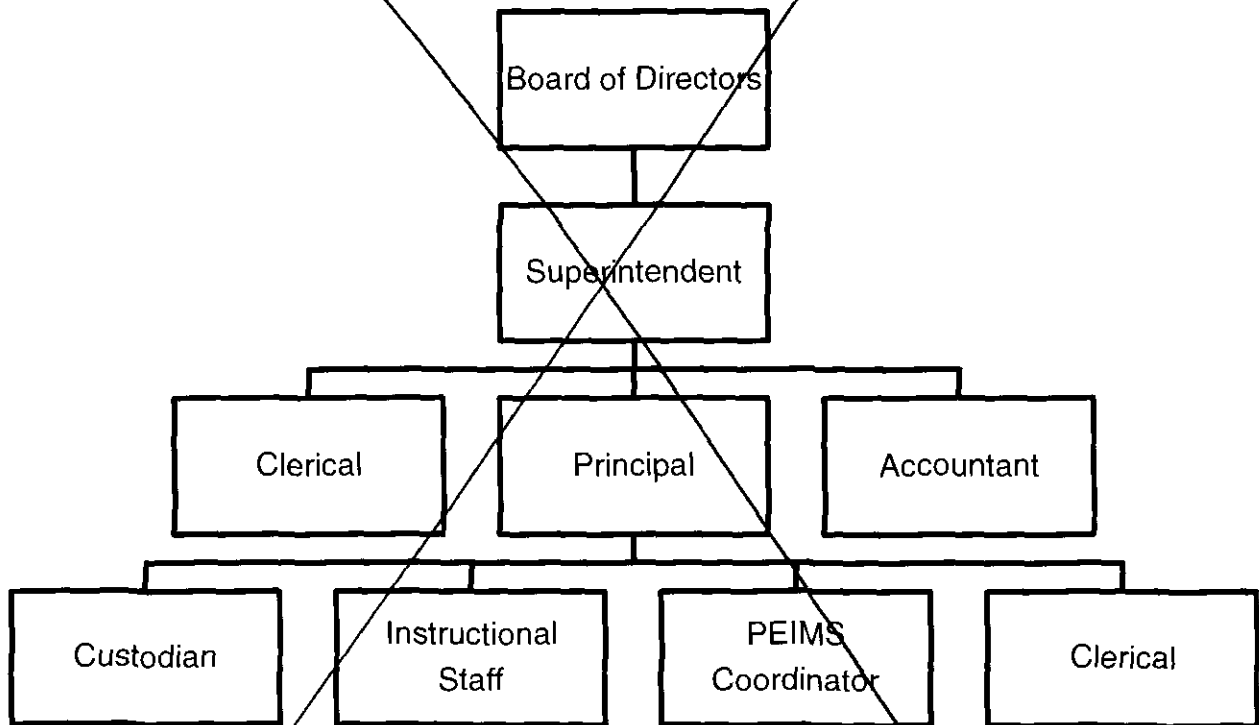 Board of Directors
Superintendent
Clerical
Principal
Accountant
Custodian
Instructional
Staff
PEIMS
Coordinator
Clerical